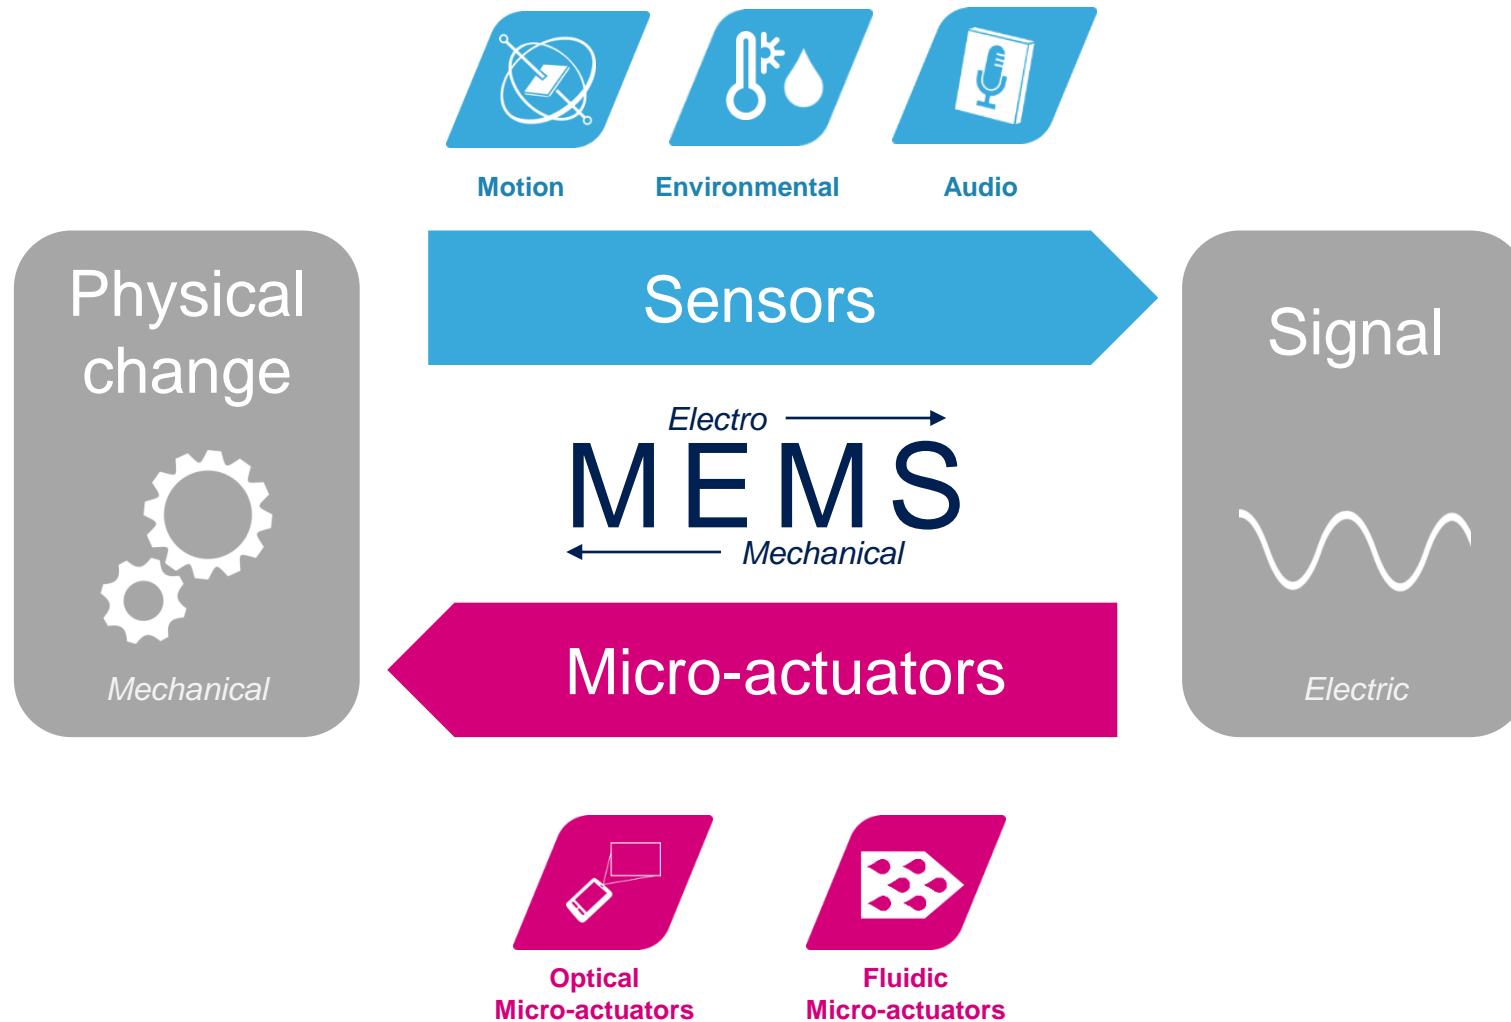 Motion
Environmental
Audio
Physical
change
Mechanical
Sensors
Electro
MEMS
Mechanical
Micro-actuators
Signal
Electric
Optical
Micro-actuators
Fluidic
Micro-actuators